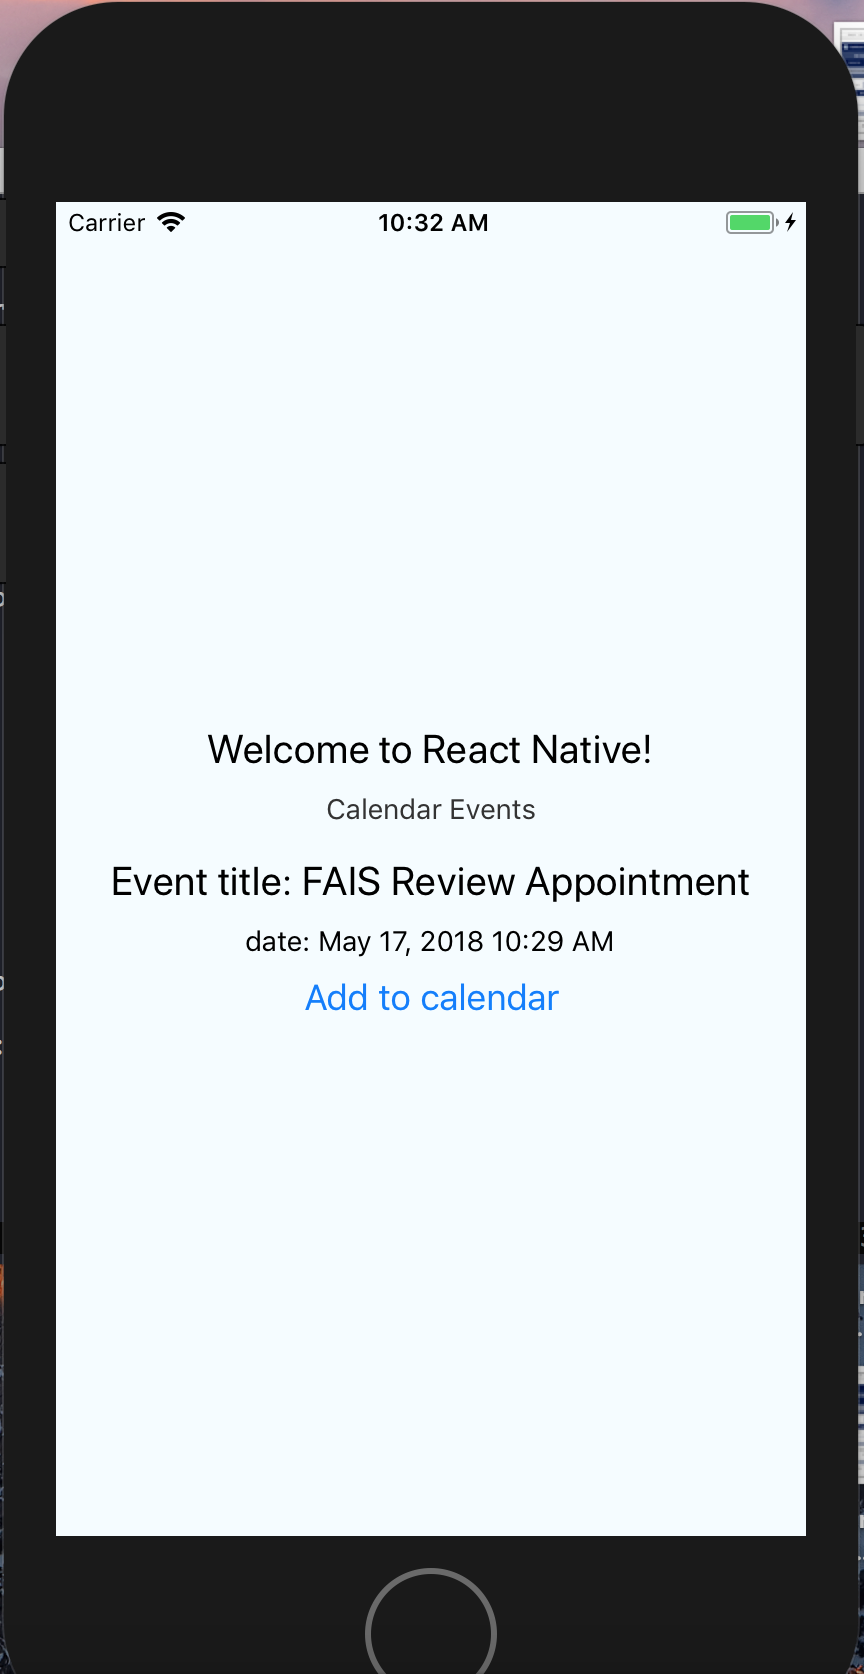 Carrier 10:32 AM
Welcome to React Native!
Calendar Events
Event title: FAIS Review Appointment
date: May 17, 2018 10:29 AM
Add to calendar